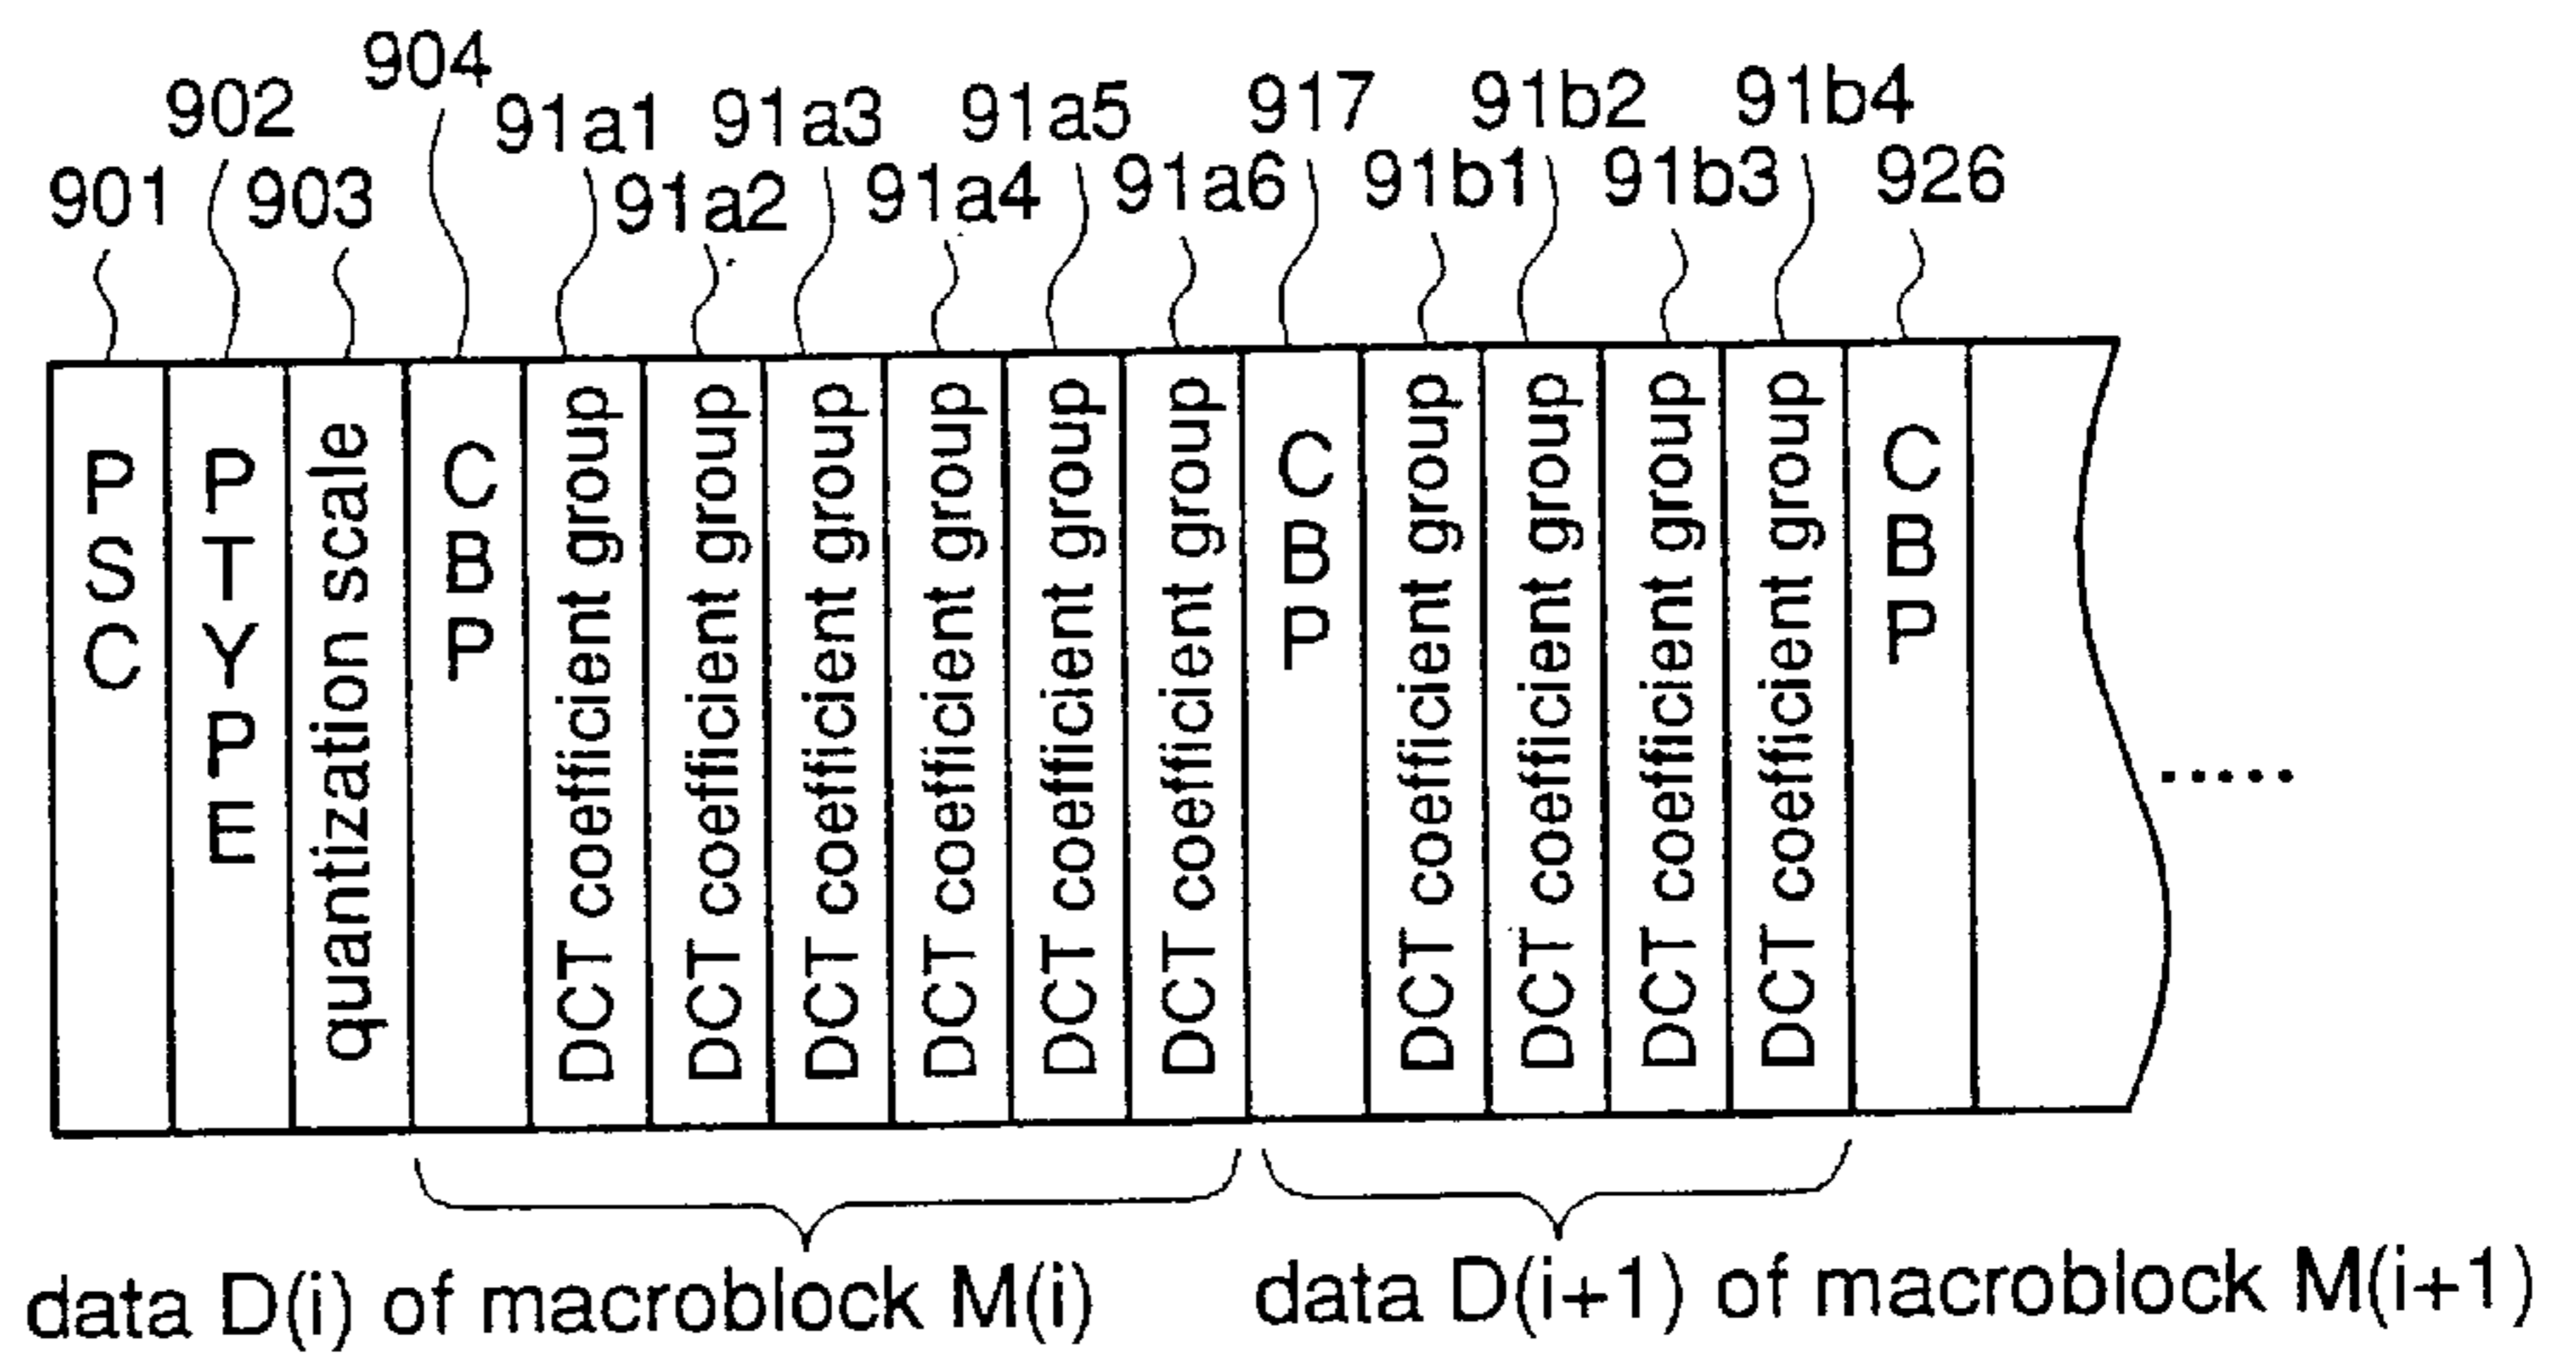 904
902
91a1
91a3
91a5
917
91b2
91b4
901
903
91a2
91a4
91a6
91b1
91b3
926
PSC
PTYPE
quantization scale
CBP
DCT coefficient group
DCT coefficient group
DCT coefficient group
DCT coefficient group
DCT coefficient group
DCT coefficient group
CBP
DCT coefficient group
DCT coefficient group
DCT coefficient group
DCT coefficient group
CBP
.....
data D(i) of macroblock M(i)
data D(i+1) of macroblock M(i+1)